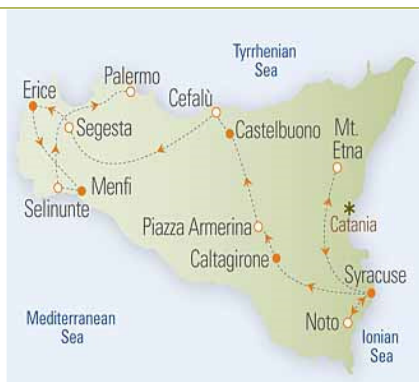 Tyrrhenian
Sea
Palermo
Erice
Cefalù
Segesta
Castelbuono
Mt.
Etna
Menfi
Selinunte
Catania
Piazza Armerina
Caltagirone
Syracuse
Mediterranean
Sea
Noto
Ionian
Sea